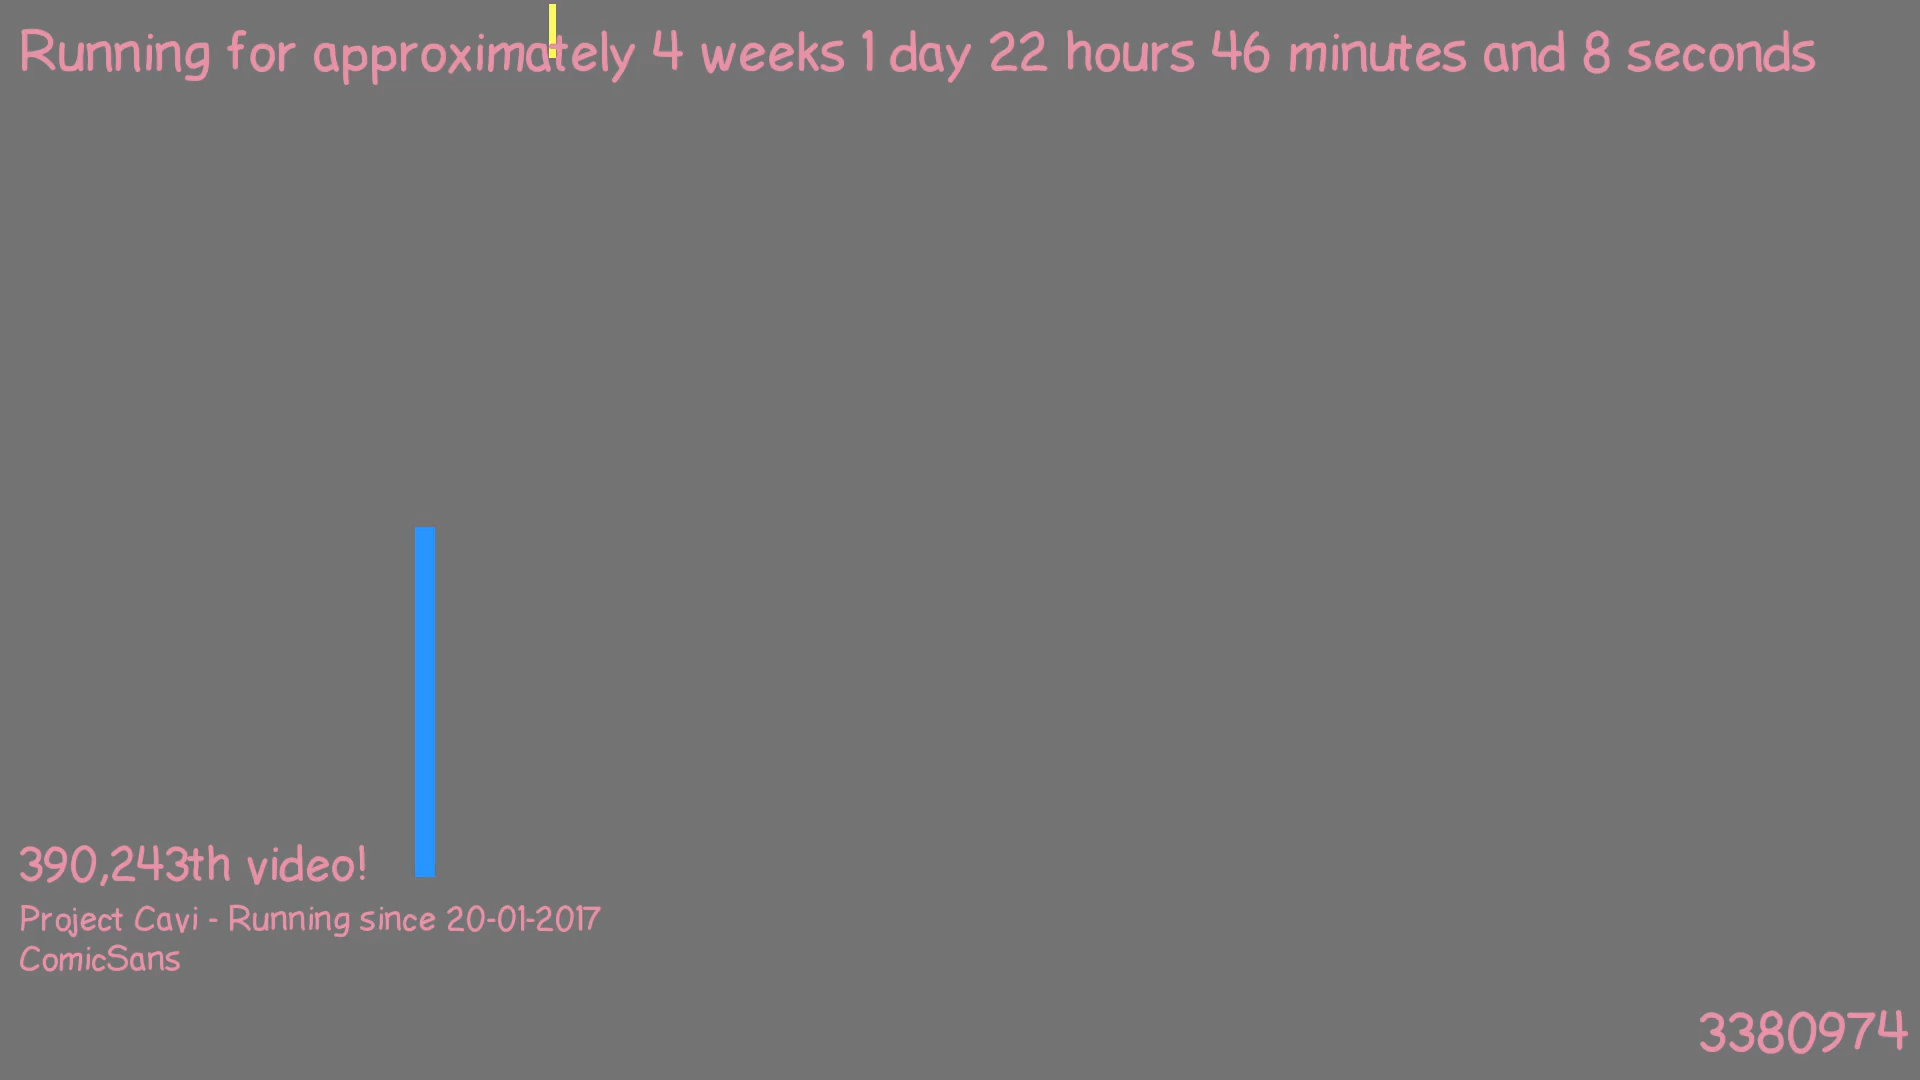 Running for approximately 4 weeks 1 day 22 hours 46 minutes and 8 seconds
390,243th video!
Project Cavi - Running since 20-01-2017
ComicSans
3380974